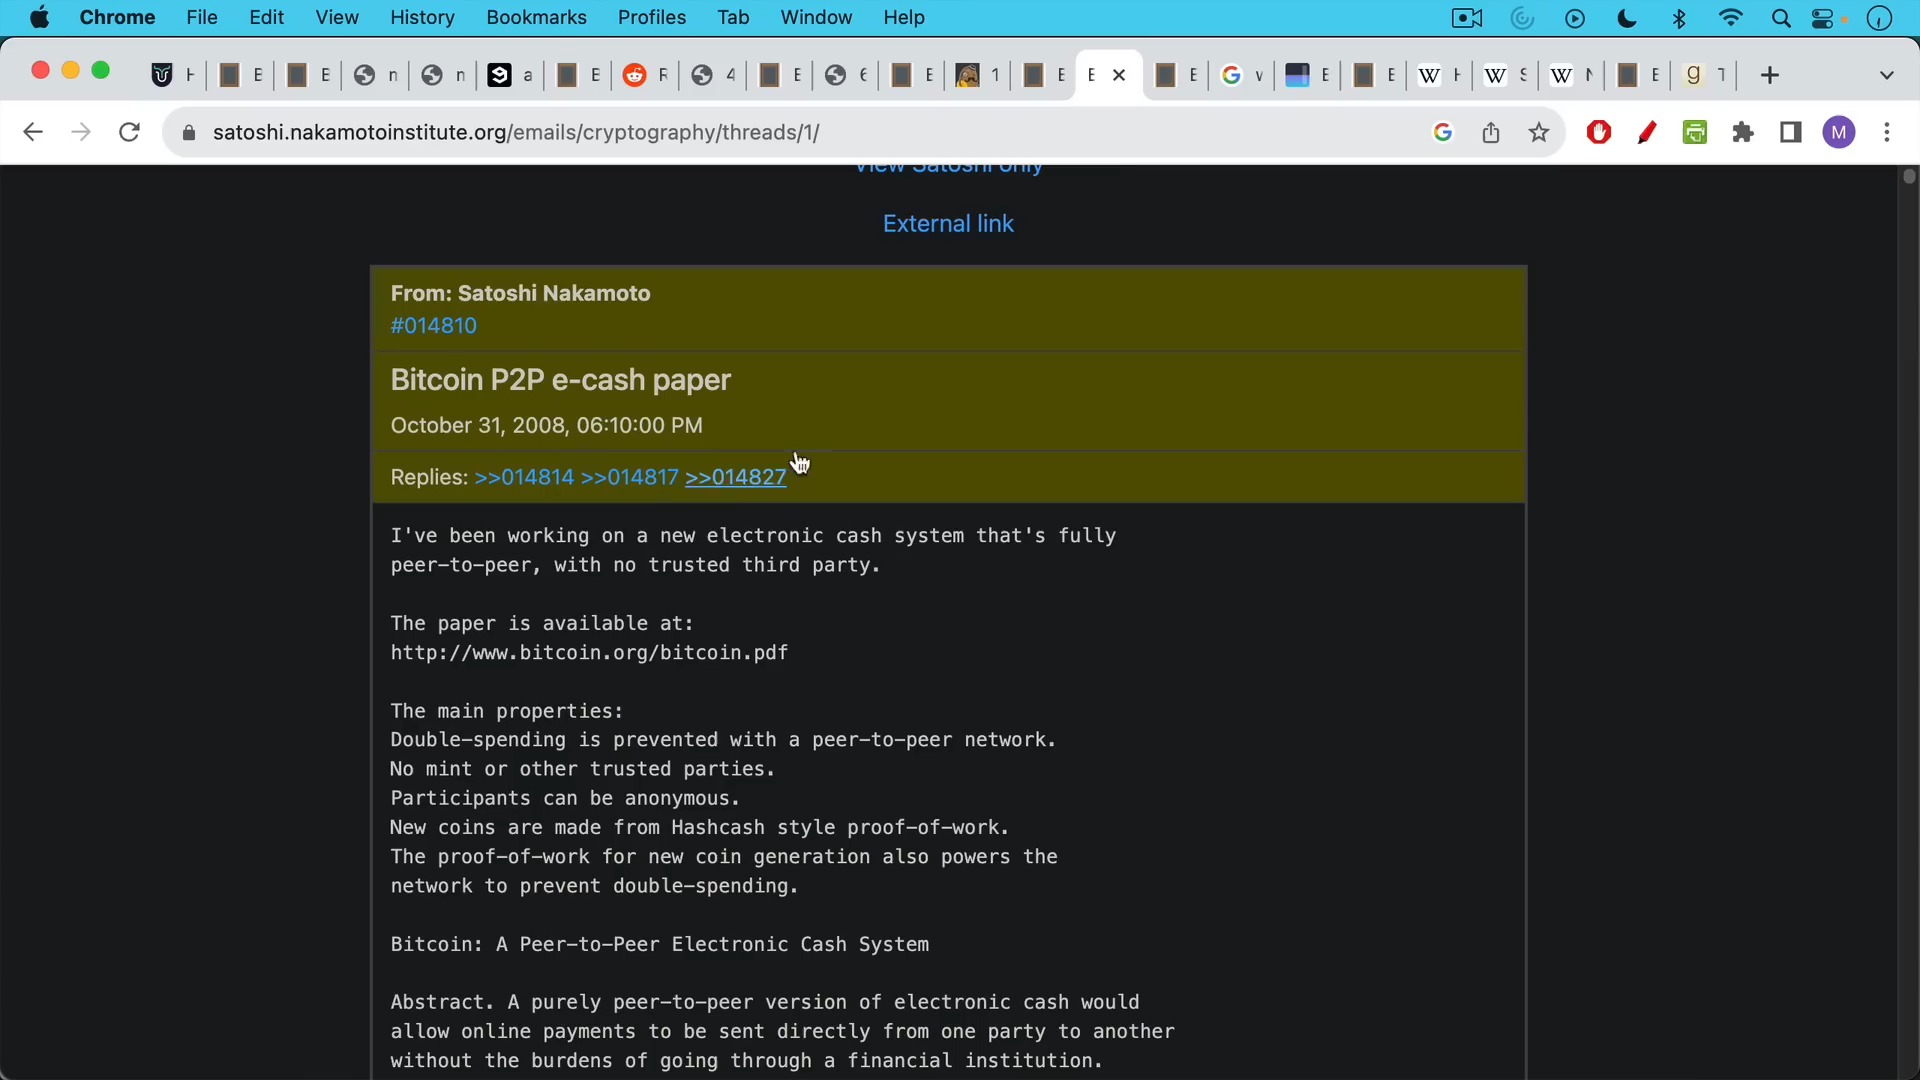 Chrome File Edit View History Bookmarks Profiles Tab Window Help
H E E n n a E R 4 E 6 E 1 E E E G v E E W H W S W N E g T
satoshi.nakamotoinstitute.org/emails/cryptography/threads/1/
M
View Satoshi only
External link
From: Satoshi Nakamoto
#014810
Bitcoin P2P e-cash paper
October 31, 2008, 06:10:00 PM
Replies: >>014814 >>014817 >>014827
I've been working on a new electronic cash system that's fully
peer-to-peer, with no trusted third party.
The paper is available at:
http://www.bitcoin.org/bitcoin.pdf
The main properties:
Double-spending is prevented with a peer-to-peer network.
No mint or other trusted parties.
Participants can be anonymous.
New coins are made from Hashcash style proof-of-work.
The proof-of-work for new coin generation also powers the
network to prevent double-spending.
Bitcoin: A Peer-to-Peer Electronic Cash System
Abstract. A purely peer-to-peer version of electronic cash would
allow online payments to be sent directly from one party to another
without the burdens of going through a financial institution.